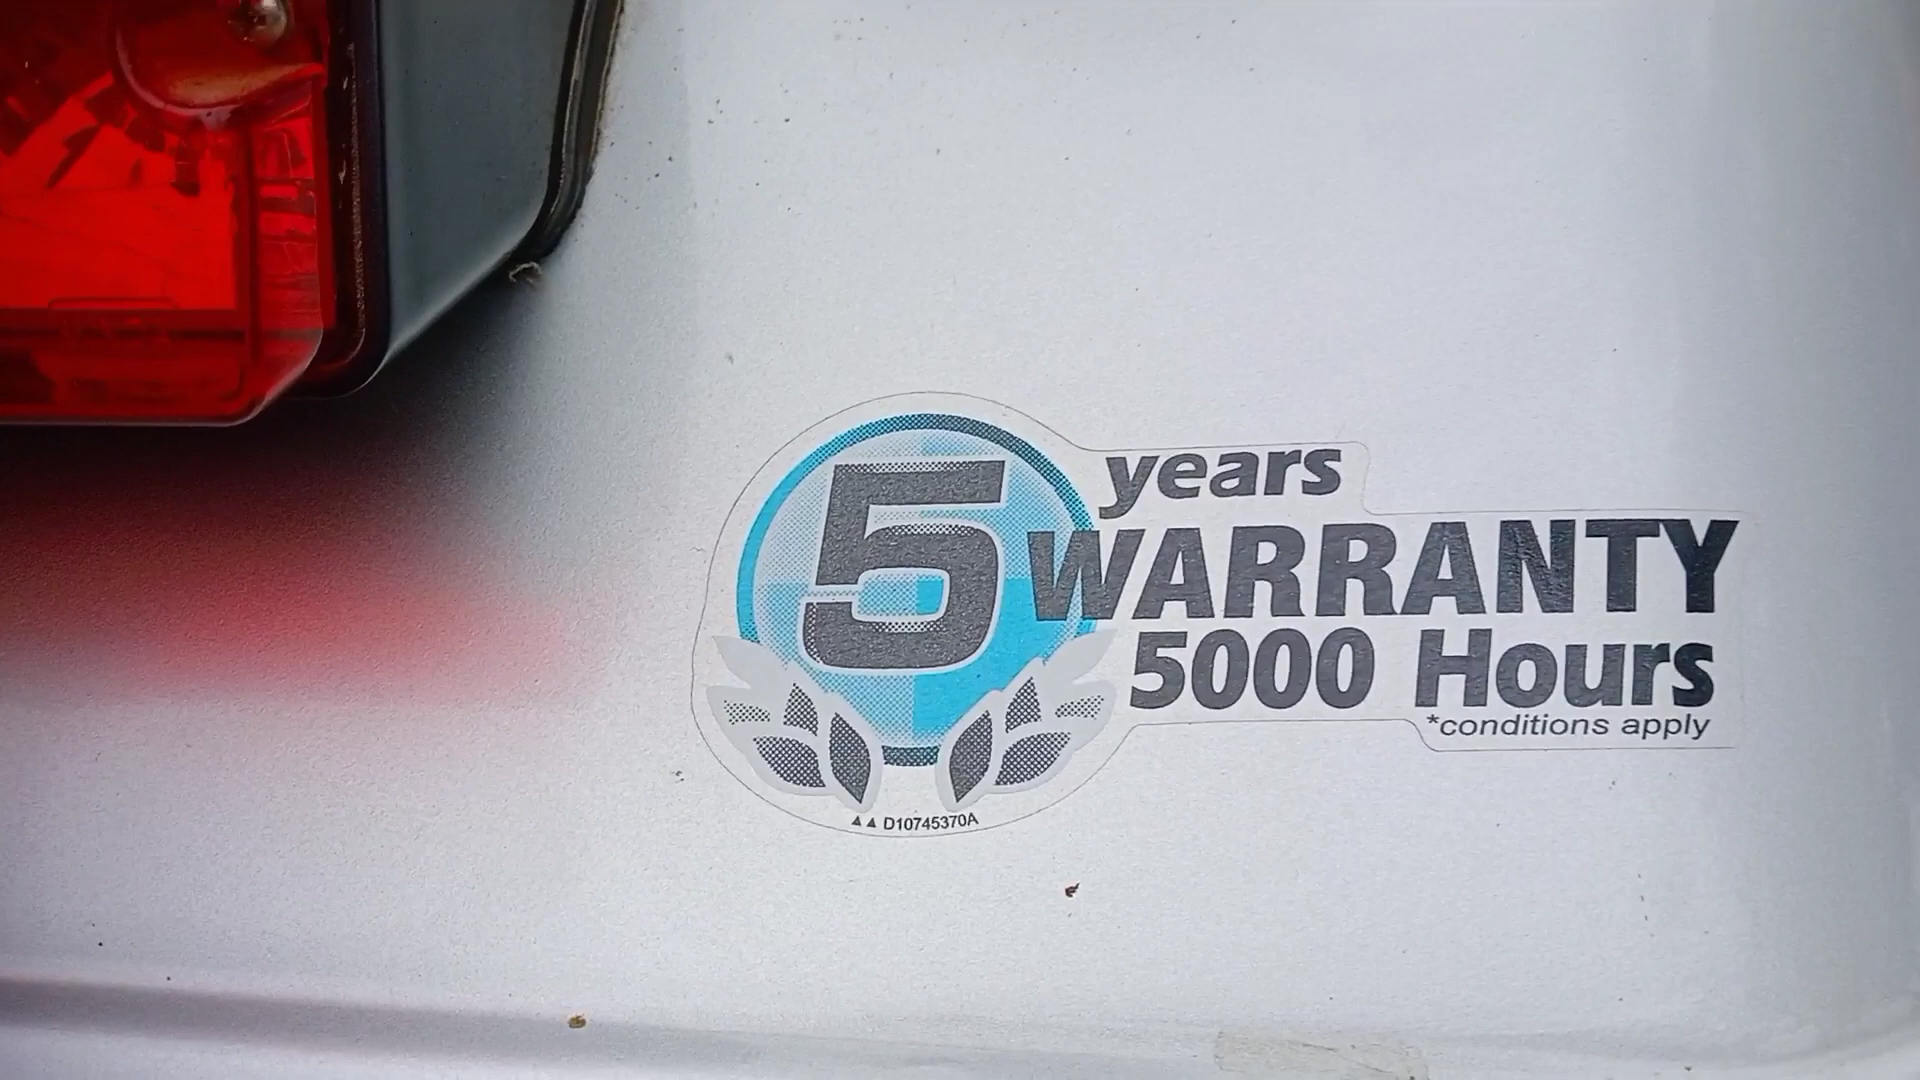 5 years
WARRANTY
5000 Hours
*conditions apply
▲▲ D10745370A